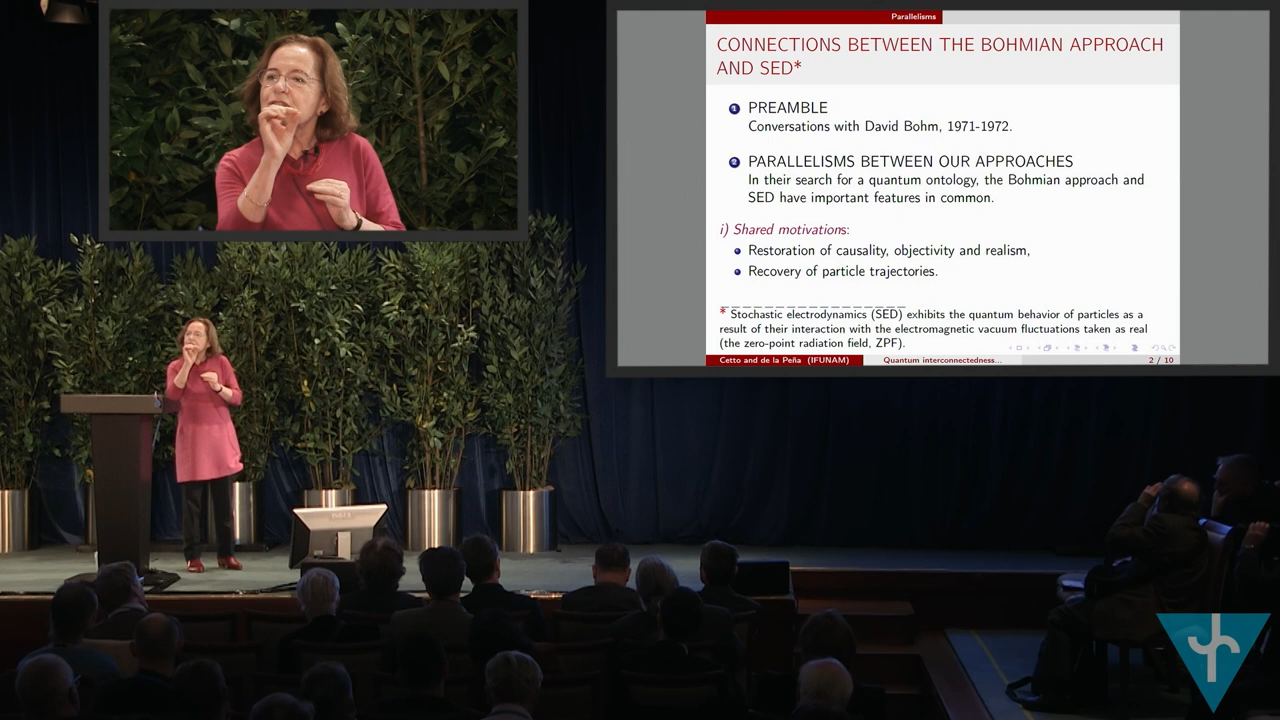 Parallelisms
CONNECTIONS BETWEEN THE BOHMIAN APPROACH
AND SED*
1 PREAMBLE
Conversations with David Bohm, 1971-1972.
2 PARALLELISMS BETWEEN OUR APPROACHES
In their search for a quantum ontology, the Bohmian approach and
SED have important features in common.
i) Shared motivations:
Restoration of causality, objectivity and realism,
Recovery of particle trajectories.
* Stochastic electrodynamics (SED) exhibits the quantum behavior of particles as a
result of their interaction with the electromagnetic vacuum fluctuations taken as real
(the zero-point radiation field, ZPF).
Cetto and de la Peña (IFUNAM) Quantum interconnectedness... 2 / 10